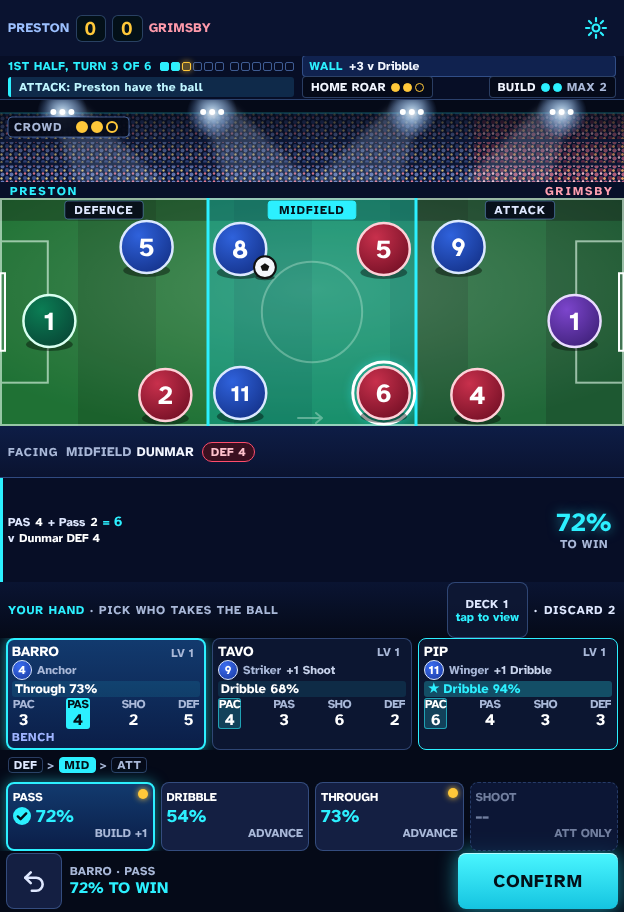 PRESTON 0 0 GRIMSBY
1ST HALF, TURN 3 OF 6
WALL +3 v Dribble
ATTACK: Preston have the ball
HOME ROAR
BUILD MAX 2
CROWD
PRESTON GRIMSBY
DEFENCE MIDFIELD ATTACK
5 8 5 9
1 1
2 11 6 4
FACING MIDFIELD DUNMAR DEF 4
PAS 4 + Pass 2 = 6
v Dunmar DEF 4
72%
TO WIN
YOUR HAND · PICK WHO TAKES THE BALL
DECK 1
tap to view
· DISCARD 2
BARRO LV 1
4 Anchor
Through 73%
PAC PAS SHO DEF
3 4 2 5
BENCH
TAVO LV 1
9 Striker +1 Shoot
Dribble 68%
PAC PAS SHO DEF
4 3 6 2
PIP LV 1
11 Winger +1 Dribble
★ Dribble 94%
PAC PAS SHO DEF
6 4 3 3
DEF > MID > ATT
PASS
72%
BUILD +1
DRIBBLE
54%
ADVANCE
THROUGH
73%
ADVANCE
SHOOT
--
ATT ONLY
BARRO · PASS
72% TO WIN
CONFIRM